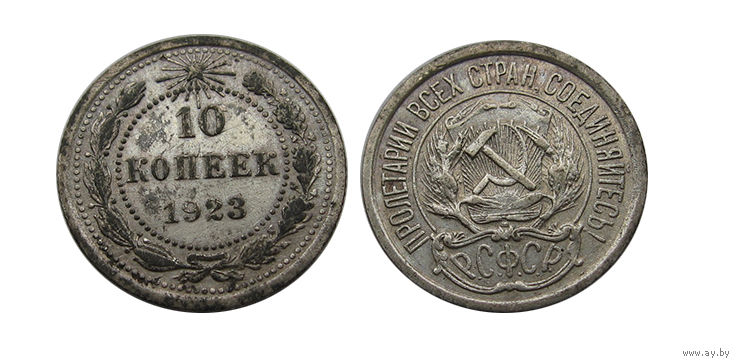 10
КОПЕЕК
1923
ПРОЛЕТАРИИ ВСЕХ СТРАН, СОЕДИНЯЙТЕСЬ!
Р.С.Ф.С.Р.
www.ay.by